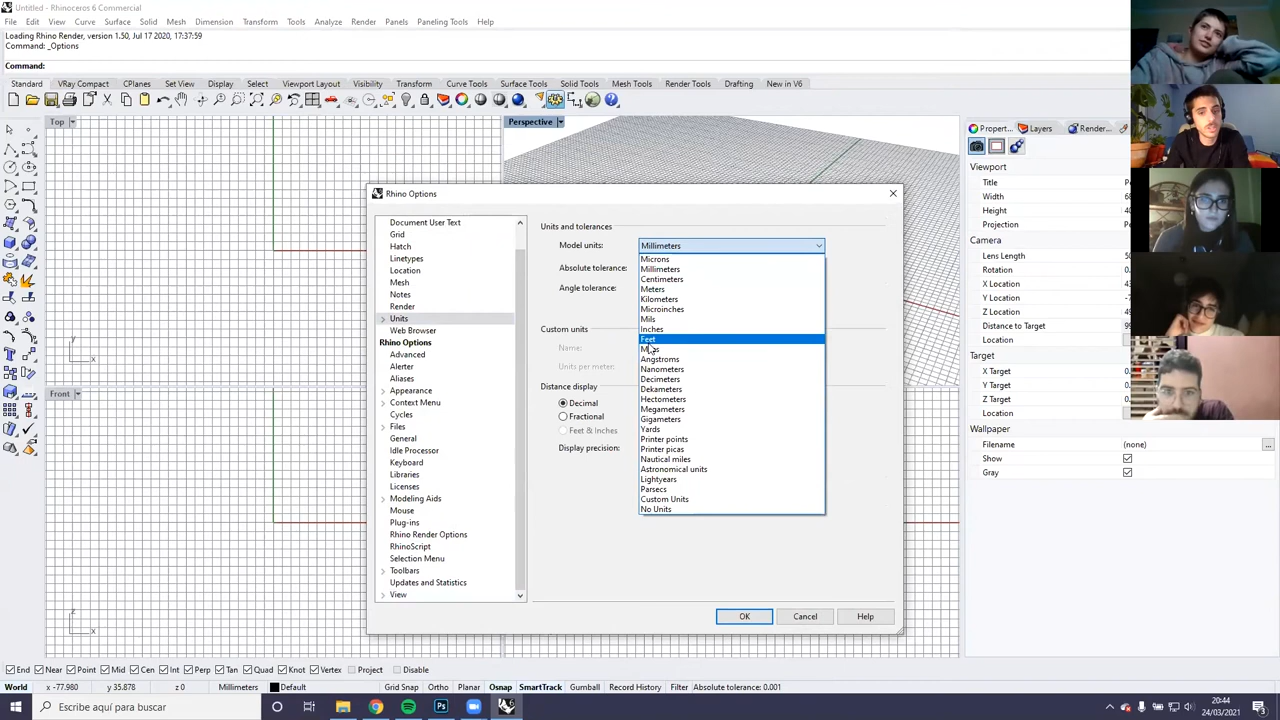 Untitled - Rhinoceros 6 Commercial
File Edit View Curve Surface Solid Mesh Dimension Transform Tools Analyze Render Panels Paneling Tools Help
Loading Rhino Render, version 1.50, Jul 17 2020, 17:37:59
Command: _Options
Command:
Standard VRay Compact CPlanes Set View Display Select Viewport Layout Visibility Transform Curve Tools Surface Tools Solid Tools Mesh Tools Render Tools Drafting New in V6
Top
Perspective
Front
y
x
z
x
Rhino Options
Document User Text
Grid
Hatch
Linetypes
Location
Mesh
Notes
Render
Units
Web Browser
Rhino Options
Advanced
Alerter
Aliases
Appearance
Context Menu
Cycles
Files
General
Idle Processor
Keyboard
Libraries
Licenses
Modeling Aids
Mouse
Plug-ins
Rhino Render Options
RhinoScript
Selection Menu
Toolbars
Updates and Statistics
View
Units and tolerances
Model units: Millimeters
Absolute tolerance:
Angle tolerance:
Custom units
Name:
Units per meter:
Distance display
Decimal
Fractional
Feet & Inches
Display precision:
Microns
Millimeters
Centimeters
Meters
Kilometers
Microinches
Mils
Inches
Feet
Angstroms
Nanometers
Decimeters
Dekameters
Hectometers
Megameters
Gigameters
Yards
Printer points
Printer picas
Nautical miles
Astronomical units
Lightyears
Parsecs
Custom Units
No Units
OK Cancel Help
Propert... Layers Render...
Viewport
Title
Width
Height
Projection
Camera
Lens Length
Rotation
X Location
Y Location
Z Location
Distance to Target
Location
Target
X Target
Y Target
Z Target
Location
Wallpaper
Filename (none) ...
Show
Gray
End Near Point Mid Cen Int Perp Tan Quad Knot Vertex Project Disable
World x -77.980 y 35.878 z 0 Millimeters Default Grid Snap Ortho Planar Osnap SmartTrack Gumball Record History Filter Absolute tolerance: 0.001
Escribe aquí para buscar
20:44
24/03/2021